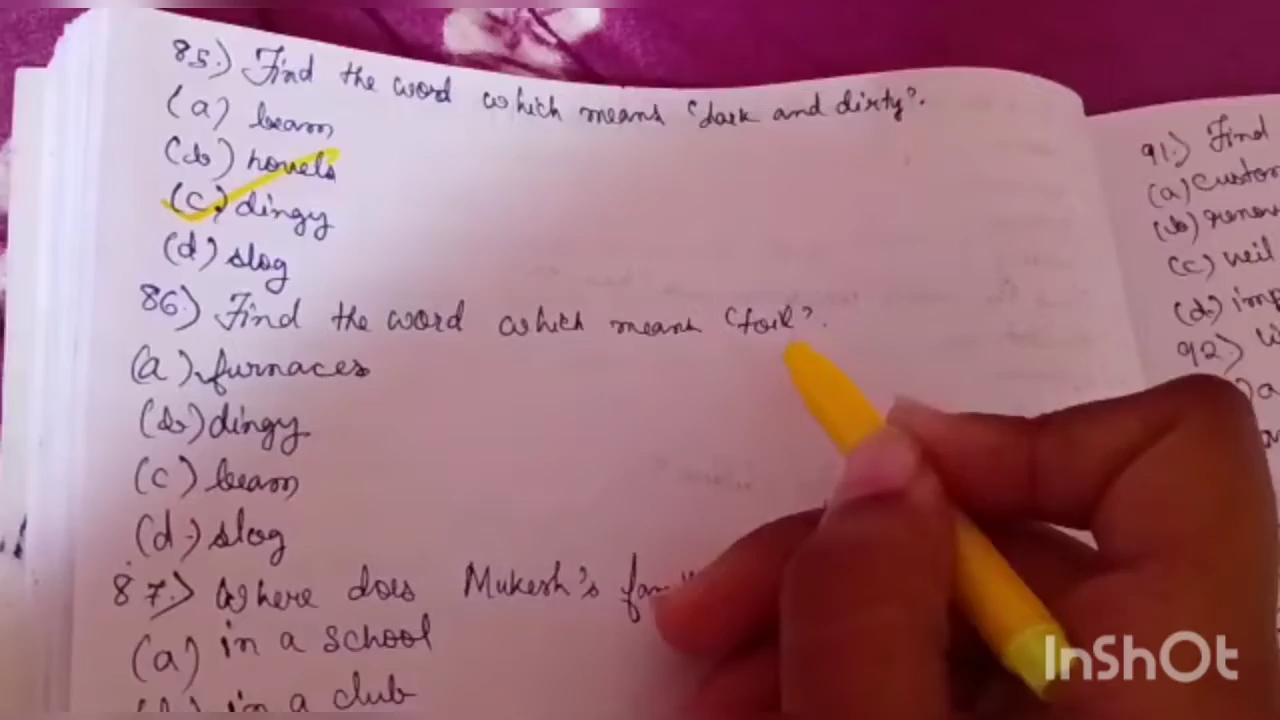 85.) Find the word which means 'dark and dirty'.
(a) beam
(b) hovels
(c) dingy
(d) slog
86.) Find the word which means 'toil'.
(a) furnaces
(b) dingy
(c) beam
(d.) slog
87.) Where does Mukesh's
(a) in a school
in a club
91.) Find
(a) custom
(b)
(c) veil
(d.)
92.)
InShOt